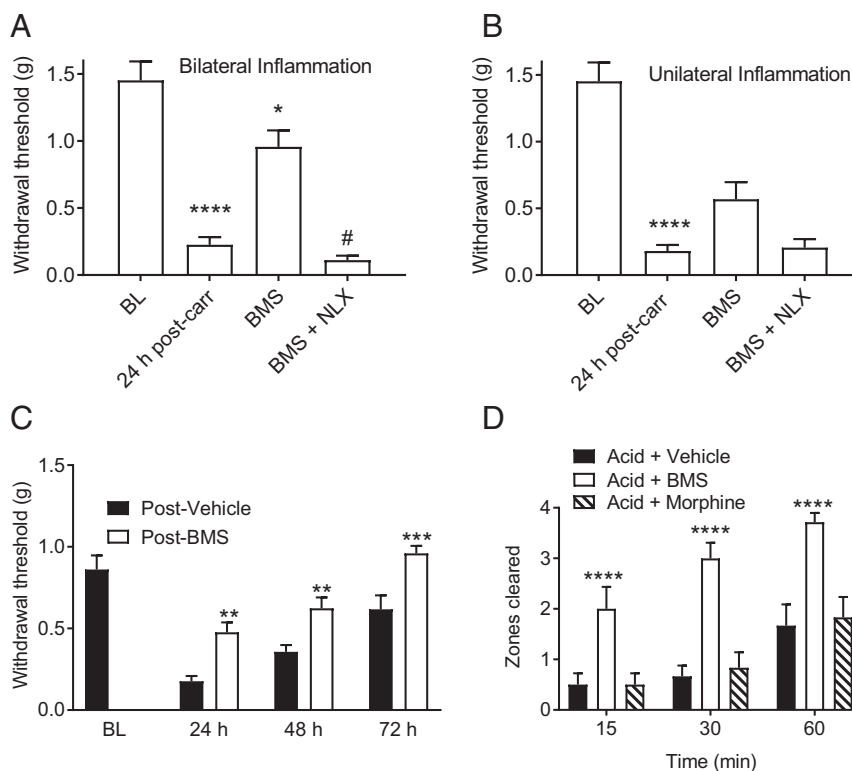 A
Bilateral Inflammation
Withdrawal threshold (g)
1.5
1.0
0.5
0.0
*
****
#
BL
24 h post-carr
BMS
BMS + NLX
B
Unilateral Inflammation
Withdrawal threshold (g)
1.5
1.0
0.5
0.0
****
BL
24 h post-carr
BMS
BMS + NLX
C
Withdrawal threshold (g)
1.5
1.0
0.5
0.0
Post-Vehicle
Post-BMS
**
**
***
BL 24 h 48 h 72 h
D
Acid + Vehicle
Acid + BMS
Acid + Morphine
Zones cleared
4
3
2
1
0
****
****
****
15 30 60
Time (min)